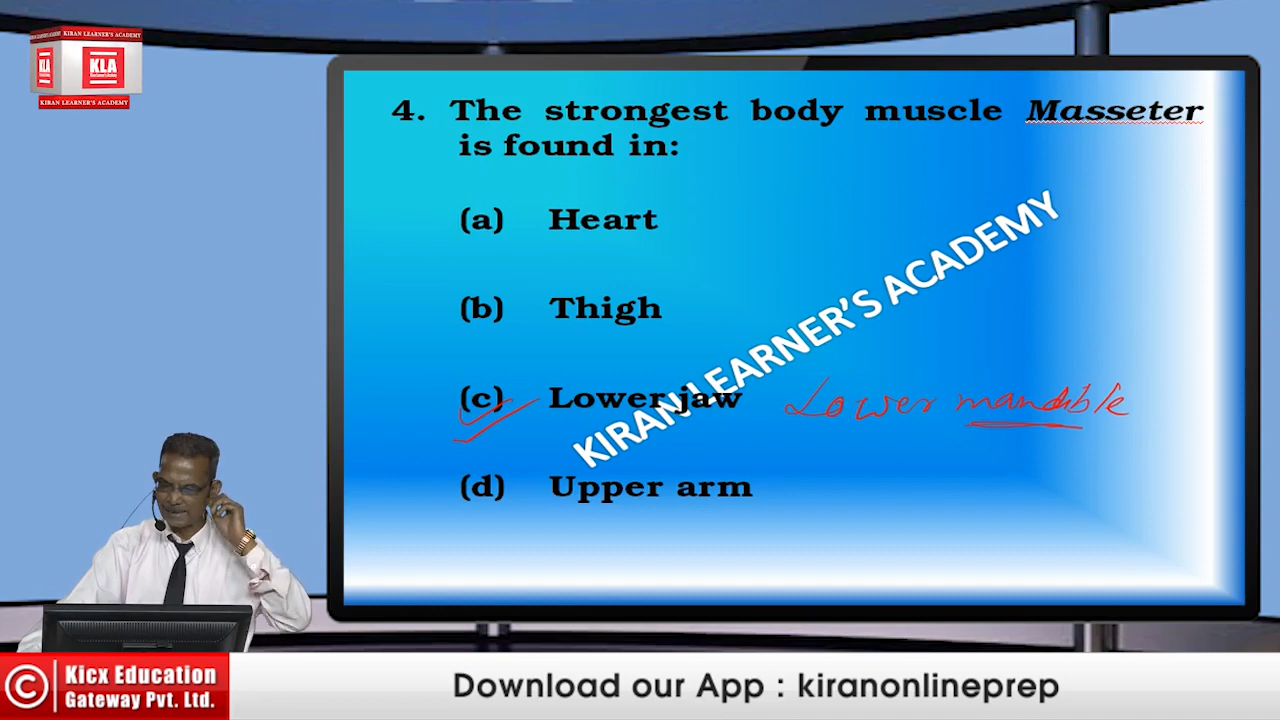 KIRAN LEARNER'S ACADEMY
KLA
KIRAN LEARNER'S ACADEMY
4. The strongest body muscle Masseter
is found in:
(a) Heart
(b) Thigh
(c) Lower jaw Lower mandible
(d) Upper arm
KIRAN LEARNER'S ACADEMY
© Kicx Education
Gateway Pvt. Ltd.
Download our App : kiranonlineprep